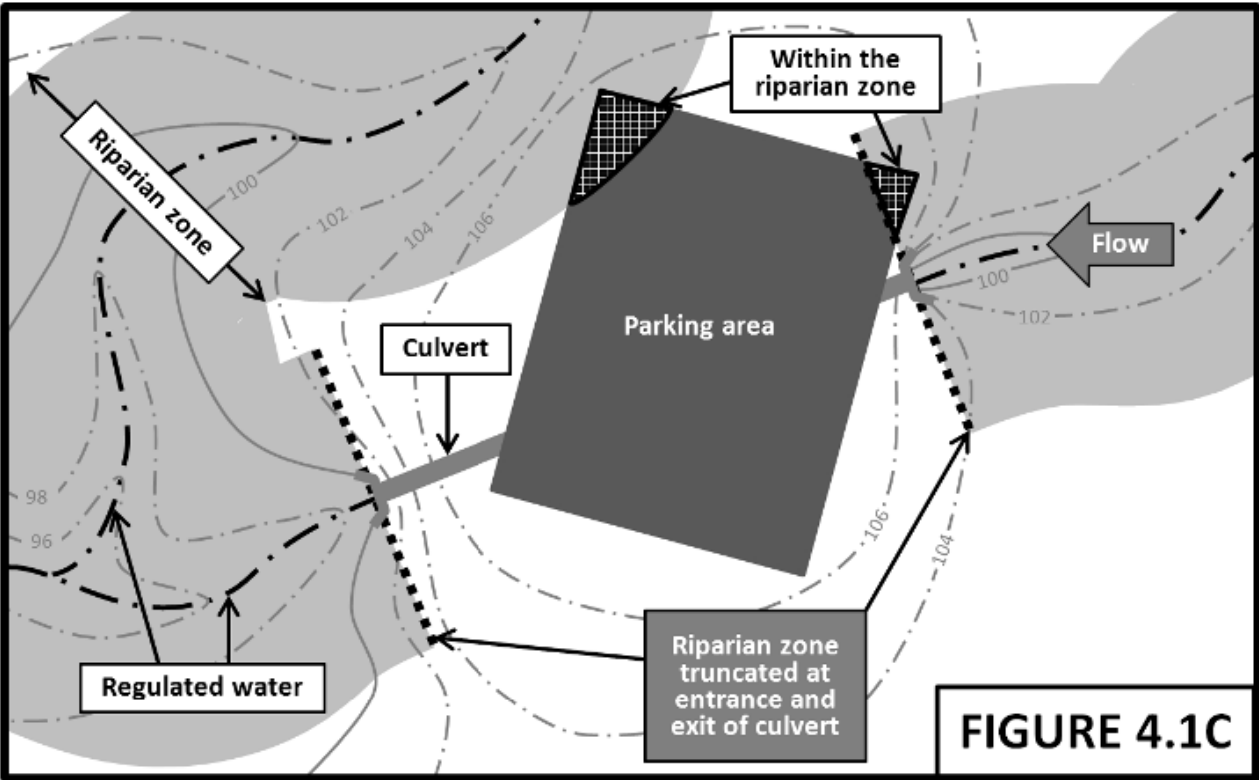 Within the
riparian zone
Riparian zone
100
102
104
106
Flow
100
102
Parking area
Culvert
98
96
106
104
Regulated water
Riparian zone
truncated at
entrance and
exit of culvert
FIGURE 4.1C